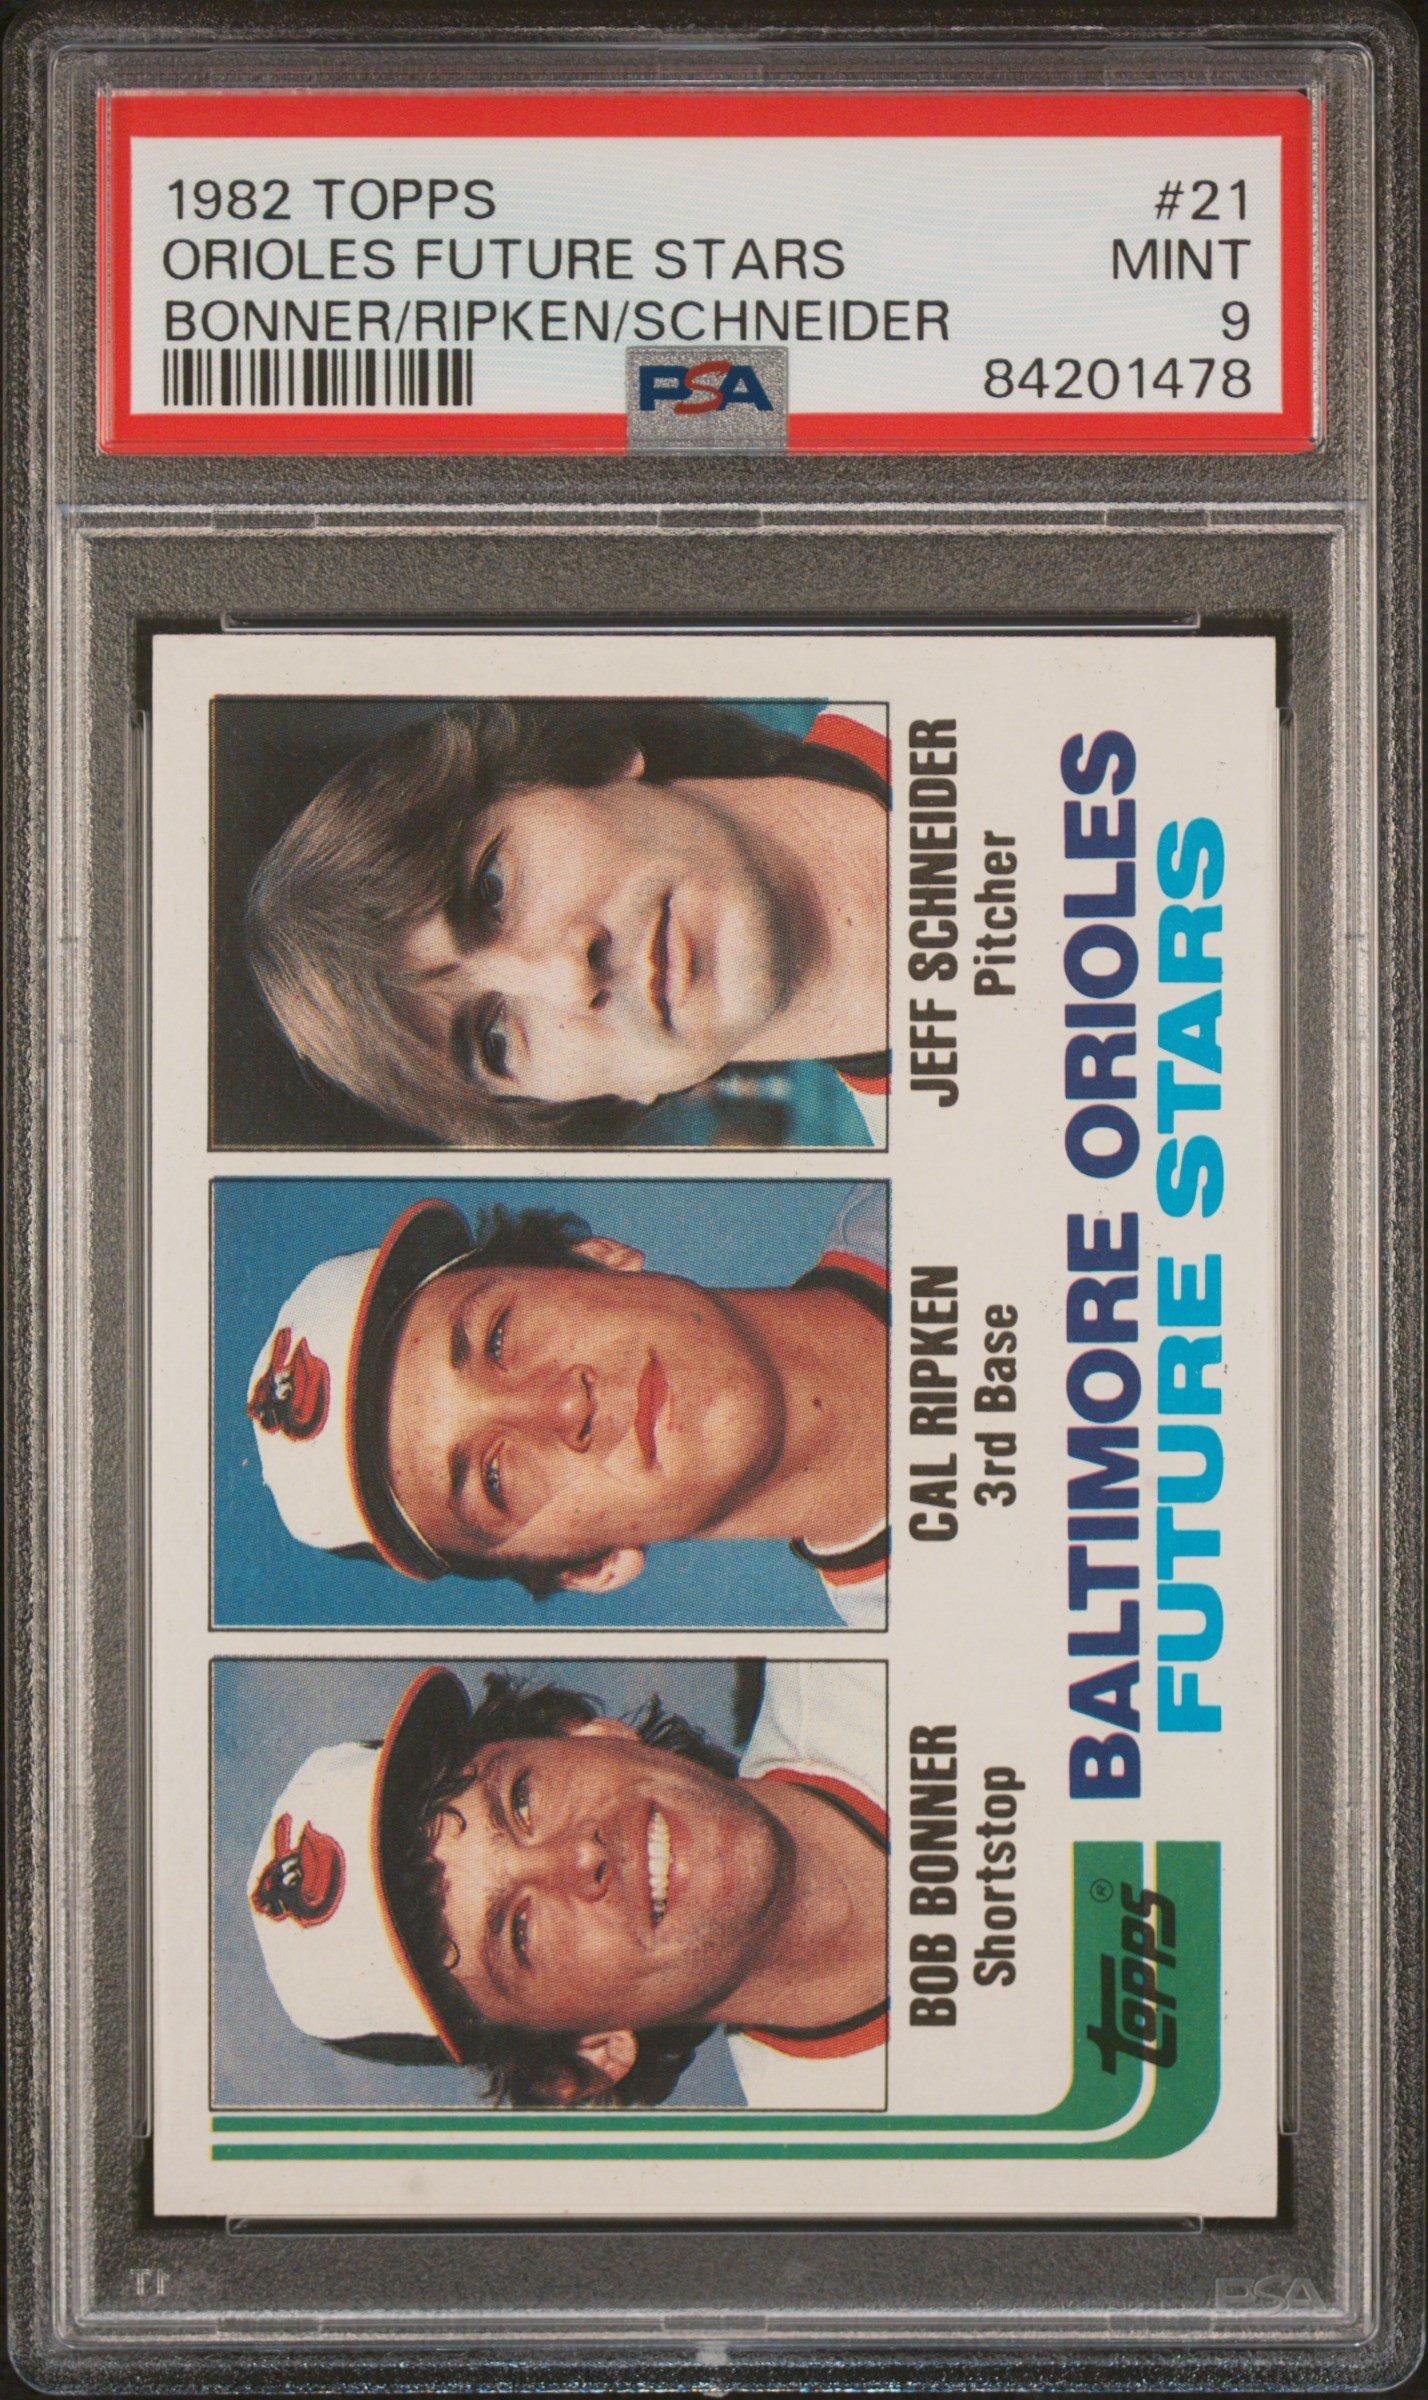 1982 TOPPS #21
ORIOLES FUTURE STARS MINT
BONNER/RIPKEN/SCHNEIDER 9
84201478
PSA
BOB BONNER
Shortstop
CAL RIPKEN
3rd Base
JEFF SCHNEIDER
Pitcher
topps®
BALTIMORE ORIOLES
FUTURE STARS
PSA